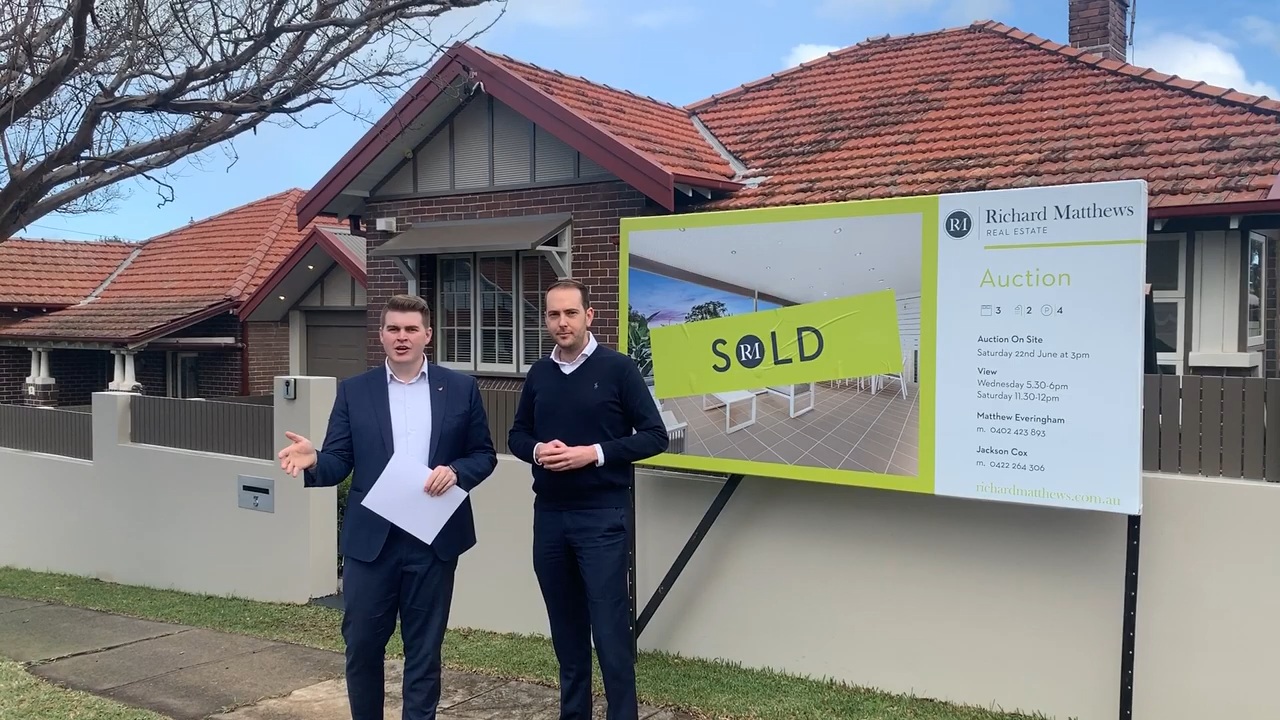 SOLD
RM
Richard Matthews
REAL ESTATE
Auction
3 2 4
Auction On Site
Saturday 22nd June at 3pm
View
Wednesday 5.30-6pm
Saturday 11.30-12pm
Matthew Everingham
m. 0402 423 893
Jackson Cox
m. 0422 264 306
richardmatthews.com.au